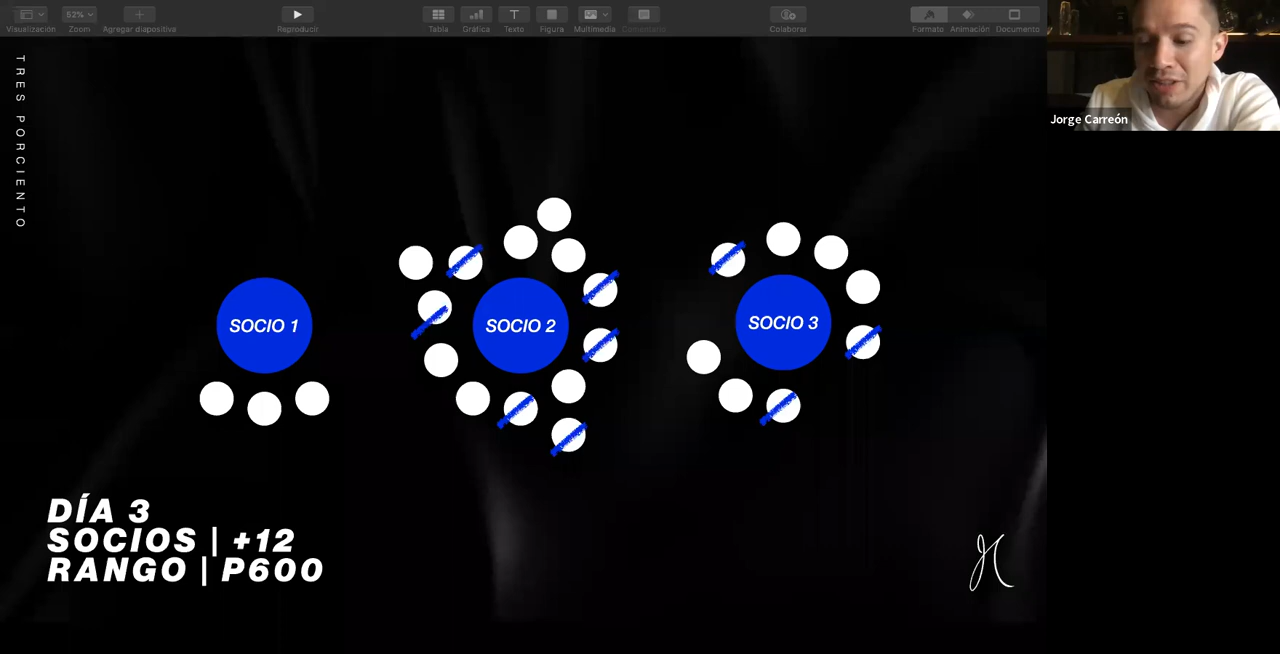 52%
Visualización
Zoom
Agregar diapositiva
Reproducir
Tabla
Gráfica
Texto
Figura
Multimedia
Comentario
Colaborar
Formato
Animación
Documento
TRES PORCIENTO
Jorge Carreón
SOCIO 1
SOCIO 2
SOCIO 3
DÍA 3
SOCIOS | +12
RANGO | P600